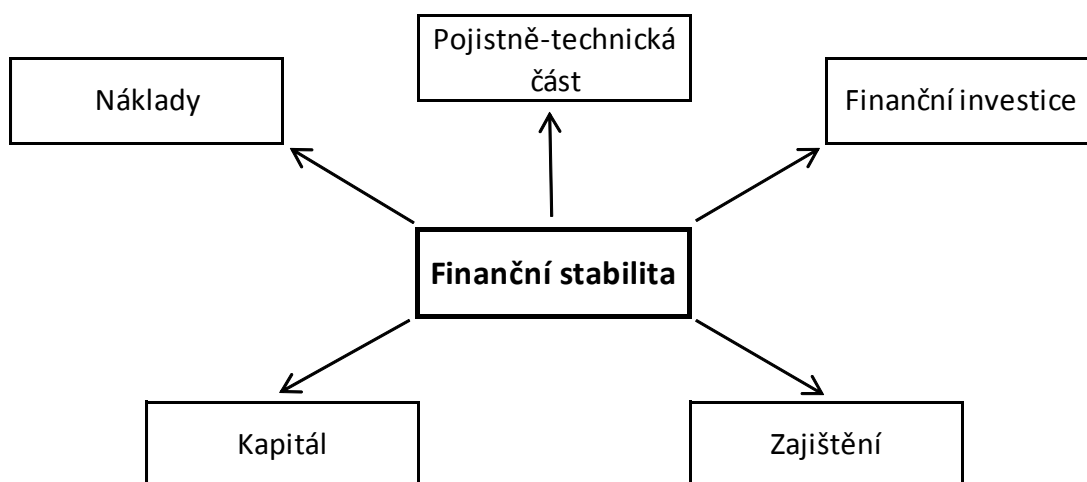 Pojistně-technická
část
Náklady
Finanční investice
Finanční stabilita
Kapitál
Zajištění